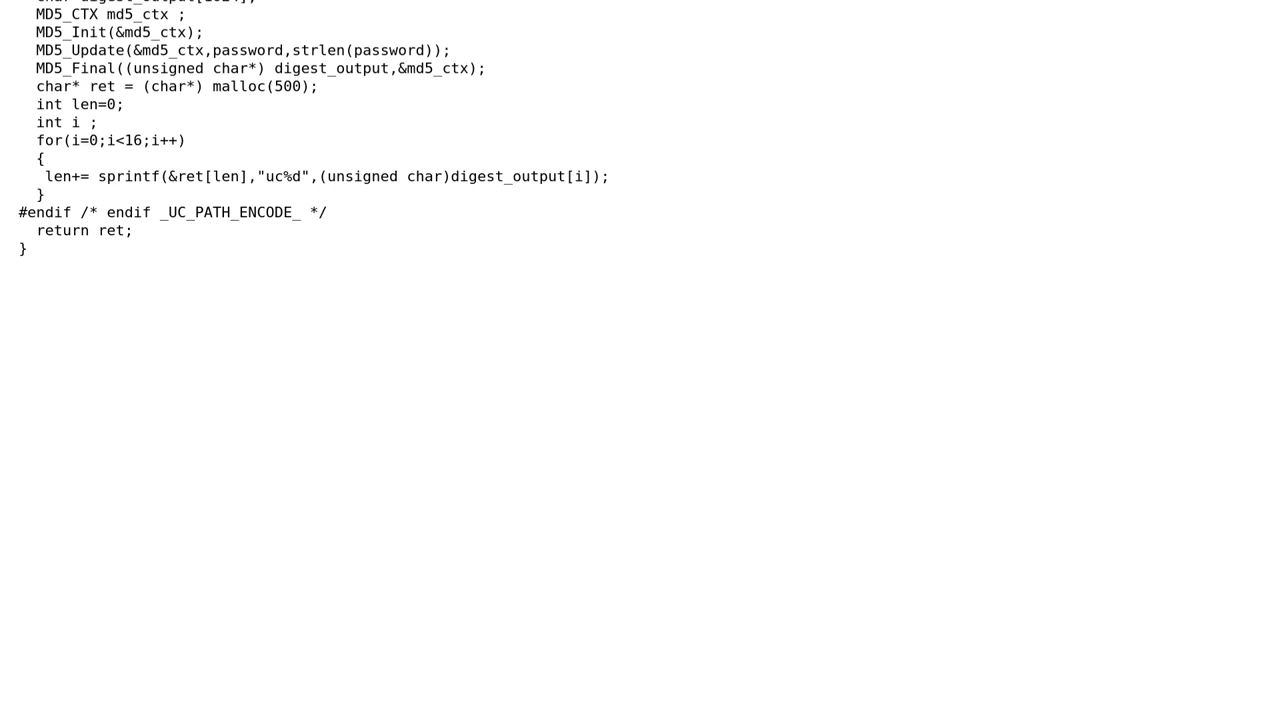 MD5_CTX md5_ctx ;
MD5_Init(&md5_ctx);
MD5_Update(&md5_ctx,password,strlen(password));
MD5_Final((unsigned char*) digest_output,&md5_ctx);
char* ret = (char*) malloc(500);
int len=0;
int i ;
for(i=0;i<16;i++)
{
len+= sprintf(&ret[len],"uc%d",(unsigned char)digest_output[i]);
}
#endif /* endif _UC_PATH_ENCODE_ */
return ret;
}